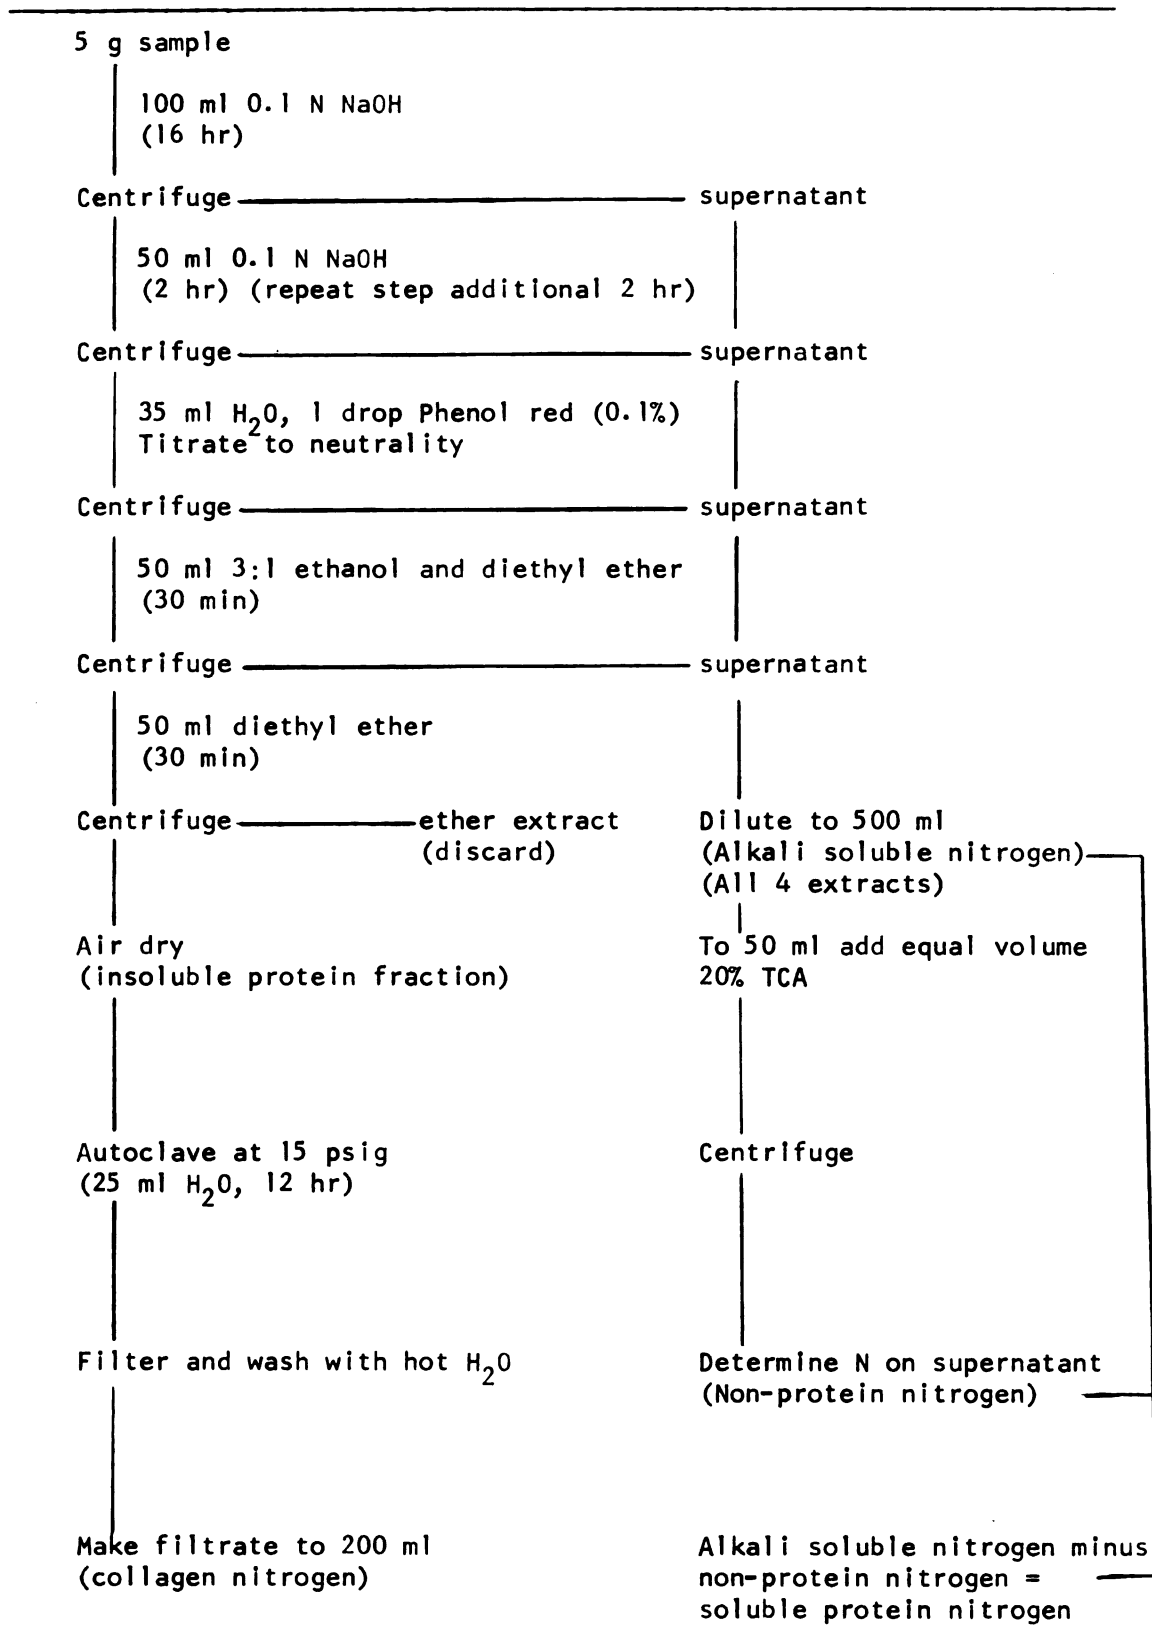 5 g sample
100 ml 0.1 N NaOH
(16 hr)
Centrifuge supernatant
50 ml 0.1 N NaOH
(2 hr) (repeat step additional 2 hr)
Centrifuge supernatant
35 ml H₂O, 1 drop Phenol red (0.1%)
Titrate to neutrality
Centrifuge supernatant
50 ml 3:1 ethanol and diethyl ether
(30 min)
Centrifuge supernatant
50 ml diethyl ether
(30 min)
Centrifuge ether extract Dilute to 500 ml
(discard) (Alkali soluble nitrogen)
(All 4 extracts)
Air dry To 50 ml add equal volume
(insoluble protein fraction) 20% TCA
Autoclave at 15 psig Centrifuge
(25 ml H₂O, 12 hr)
Filter and wash with hot H₂O Determine N on supernatant
(Non-protein nitrogen)
Make filtrate to 200 ml Alkali soluble nitrogen minus
(collagen nitrogen) non-protein nitrogen =
soluble protein nitrogen